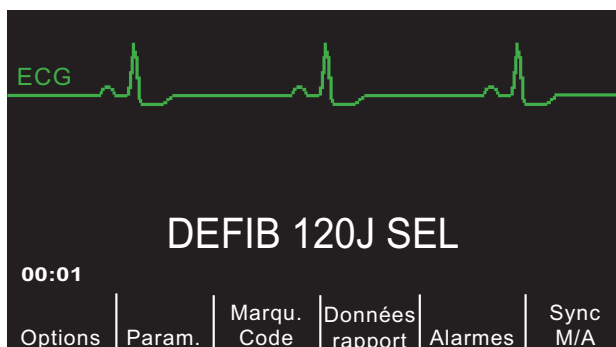 ECG
DEFIB 120J SEL
00:01
Options
Param.
Marqu.
Code
Données
rapport
Alarmes
Sync
M/A